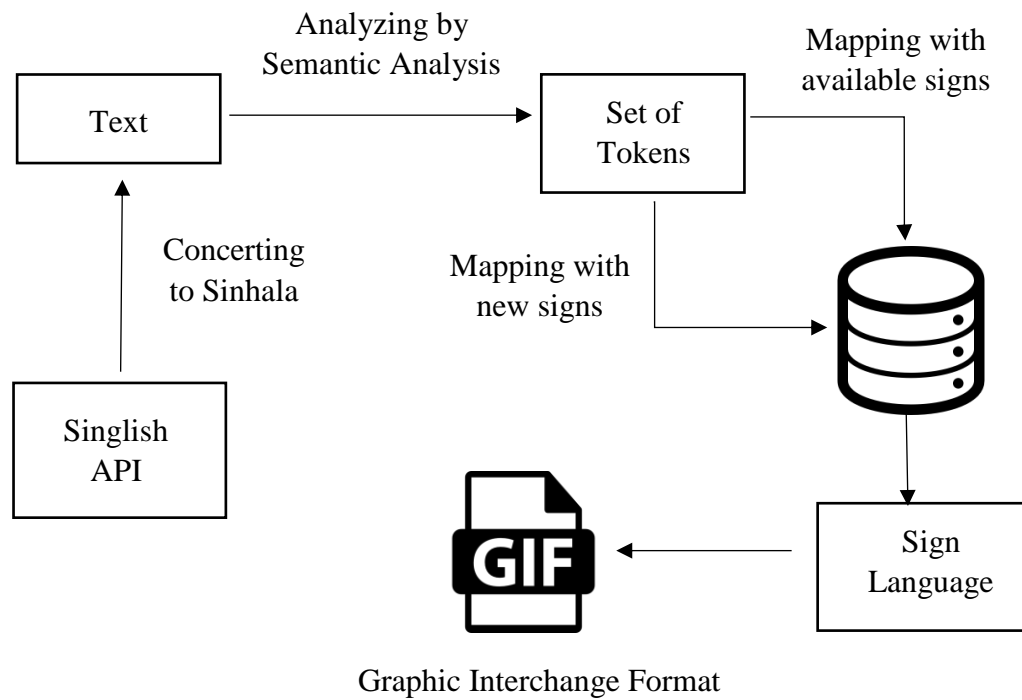 Analyzing by
Semantic Analysis
Mapping with
available signs
Text
Set of
Tokens
Concerting
to Sinhala
Mapping with
new signs
Singlish
API
GIF
Sign
Language
Graphic Interchange Format